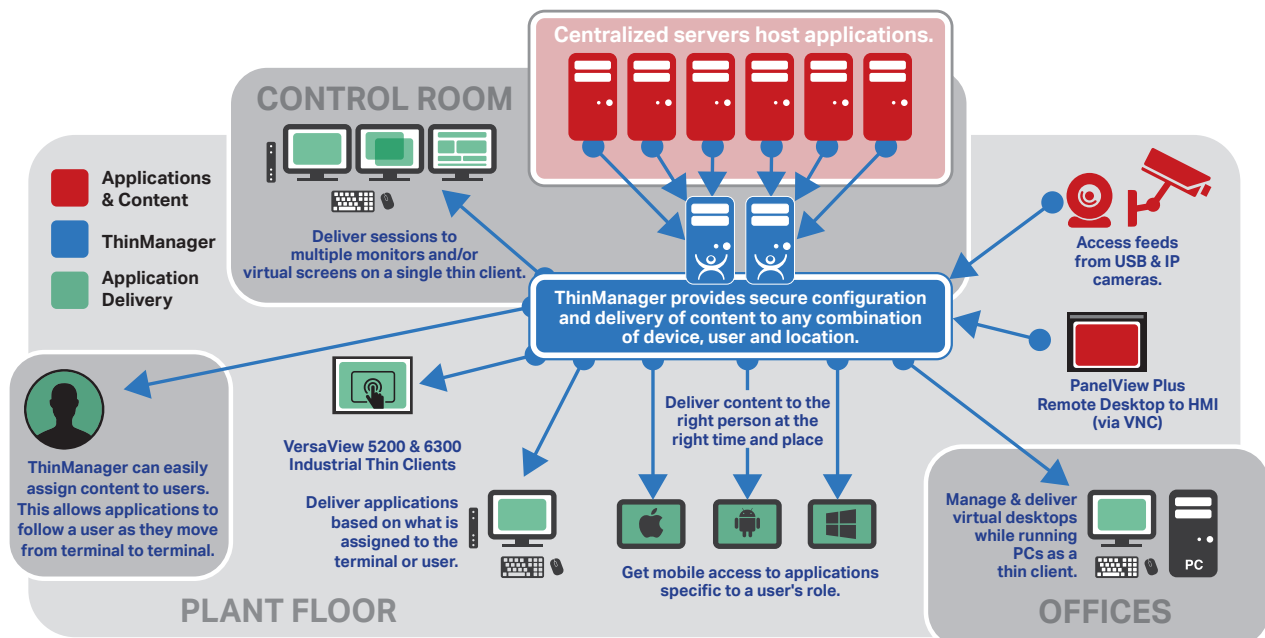 Centralized servers host applications.
CONTROL ROOM
Deliver sessions to
multiple monitors and/or
virtual screens on a single thin client.
Applications
& Content
ThinManager
Application
Delivery
Access feeds
from USB & IP
cameras.
ThinManager provides secure configuration
and delivery of content to any combination
of device, user and location.
PanelView Plus
Remote Desktop to HMI
(via VNC)
ThinManager can easily
assign content to users.
This allows applications to
follow a user as they move
from terminal to terminal.
VersaView 5200 & 6300
Industrial Thin Clients
Deliver applications
based on what is
assigned to the
terminal or user.
Deliver content to the
right person at the
right time and place
Get mobile access to applications
specific to a user's role.
Manage & deliver
virtual desktops
while running
PCs as a
thin client.
PC
PLANT FLOOR
OFFICES